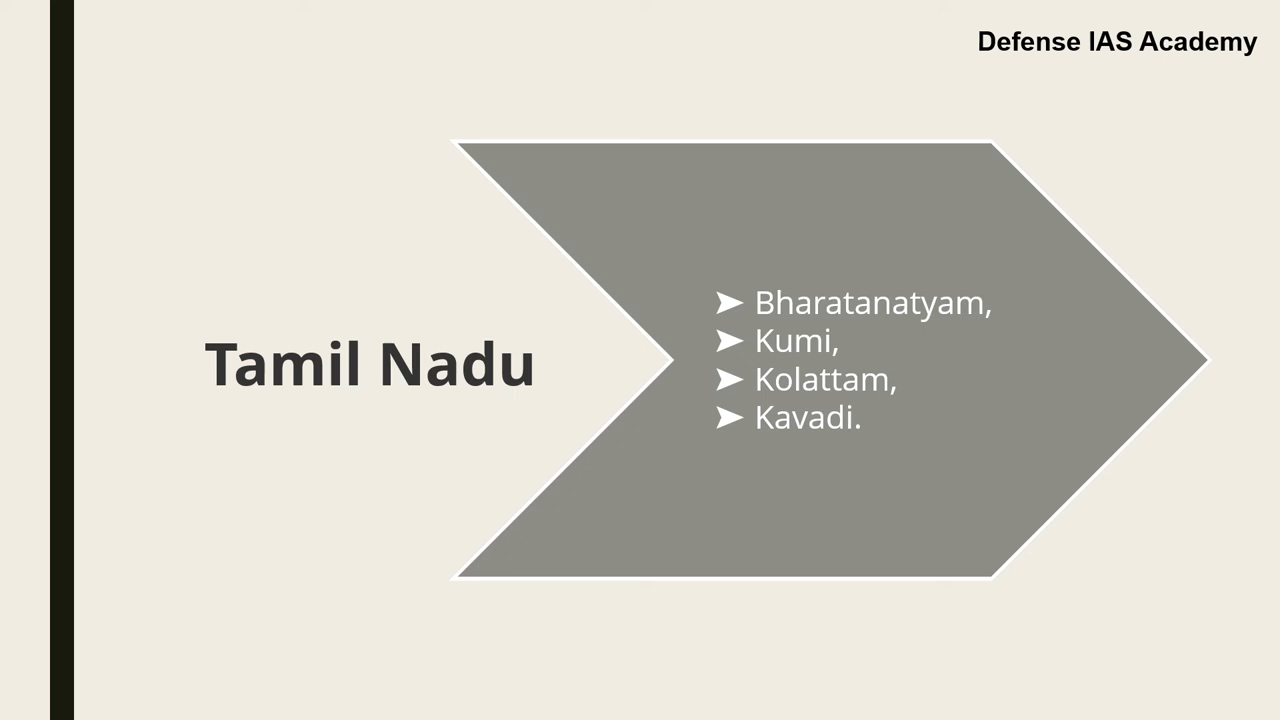 Defense IAS Academy
Tamil Nadu
➤ Bharatanatyam,
➤ Kumi,
➤ Kolattam,
➤ Kavadi.